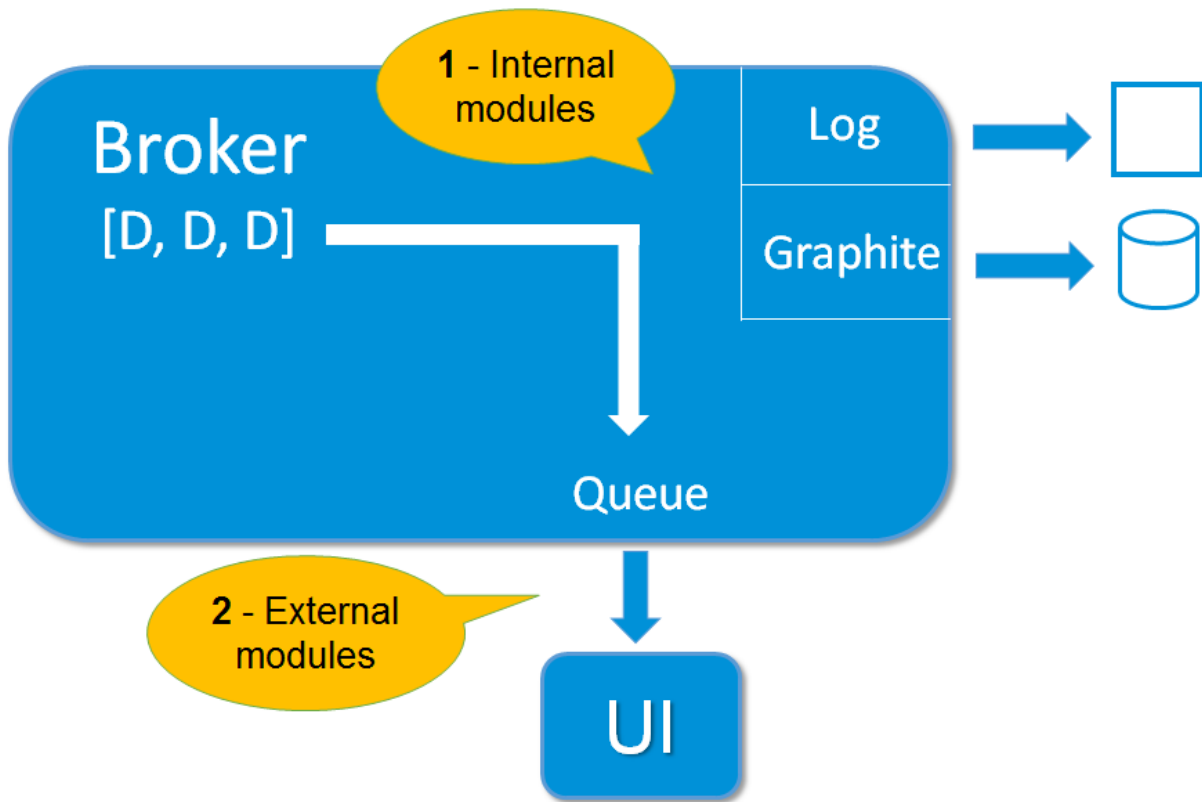 1 - Internal
modules
Broker
[D, D, D]
Log
Graphite
Queue
2 - External
modules
UI